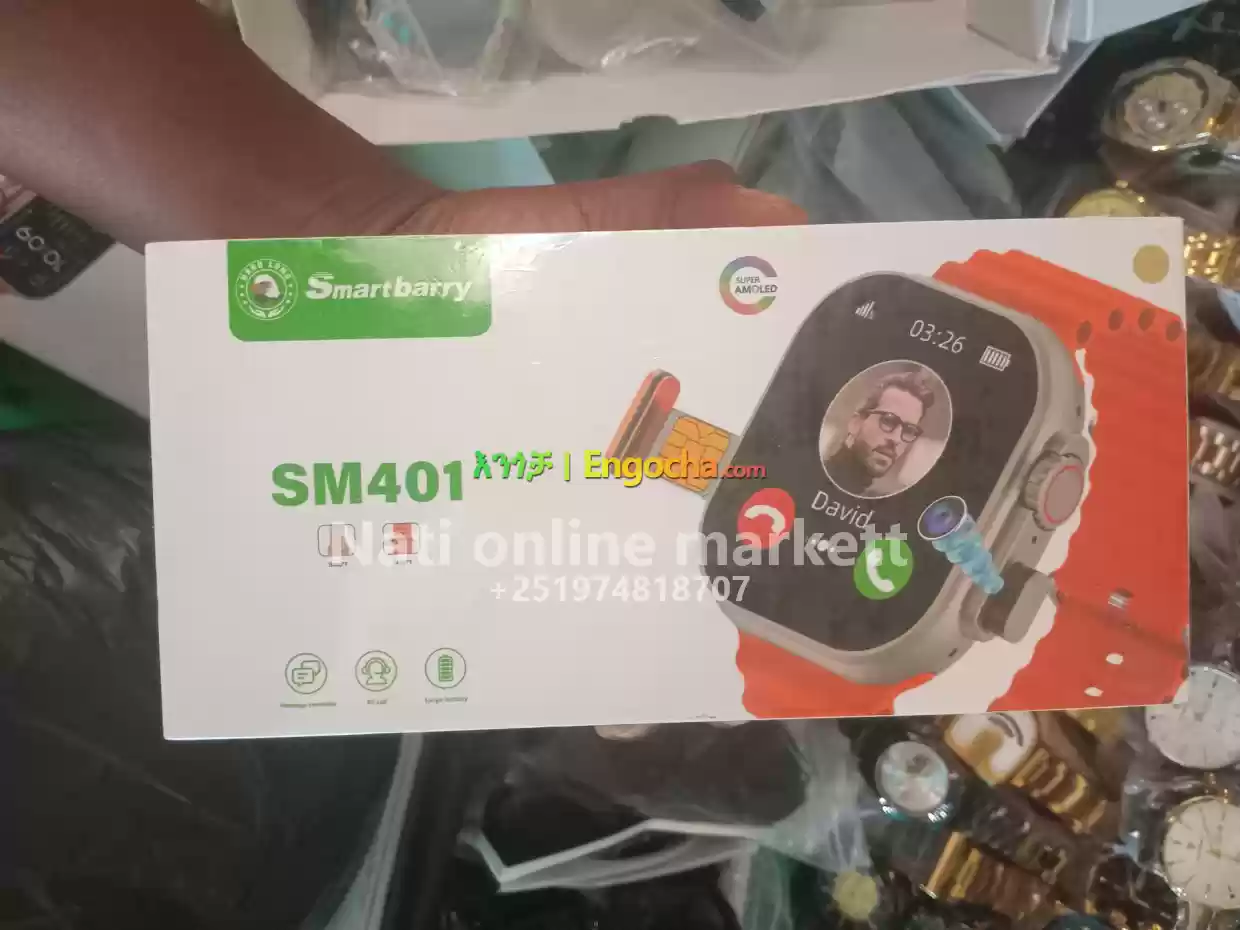 Smartbarry
SUPER
AMOLED
03:26
SM401
እንጎቻ | Engocha.com
David
Nati online markett
+251974818707